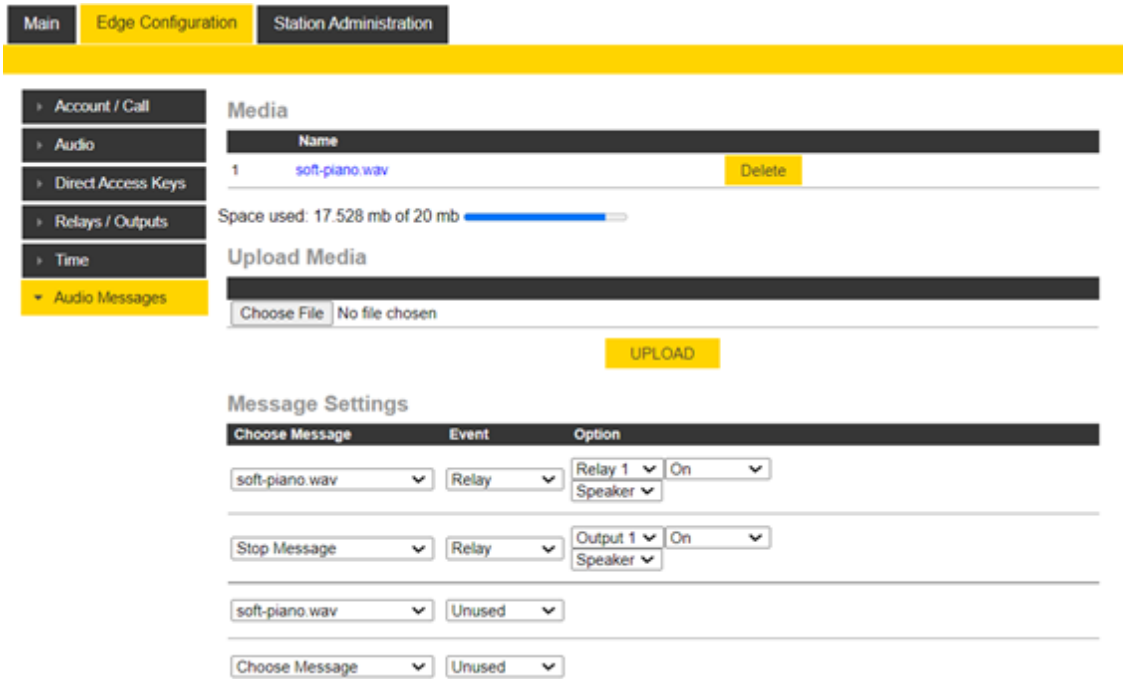 Main Edge Configuration Station Administration
Account / Call
Audio
Direct Access Keys
Relays / Outputs
Time
Audio Messages
Media
Name
1 soft-piano.wav Delete
Space used: 17.528 mb of 20 mb
Upload Media
Choose File No file chosen
UPLOAD
Message Settings
Choose Message Event Option
soft-piano.wav Relay Relay 1 On
Speaker
Stop Message Relay Output 1 On
Speaker
soft-piano.wav Unused
Choose Message Unused